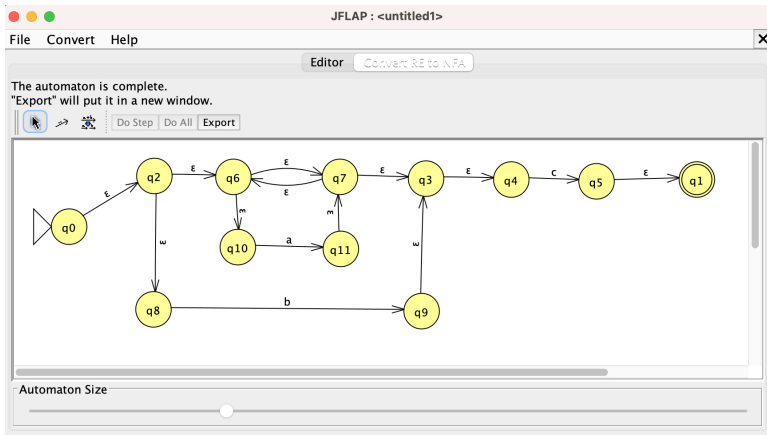 JFLAP : <untitled1>
File Convert Help
Editor Convert RE to NFA
The automaton is complete.
"Export" will put it in a new window.
Do Step Do All Export
q0 ε q2 ε q6 ε ε q7 ε q3 ε q4 c q5 ε q1
ε ε ε ε
q10 a q11
q8 b q9
Automaton Size